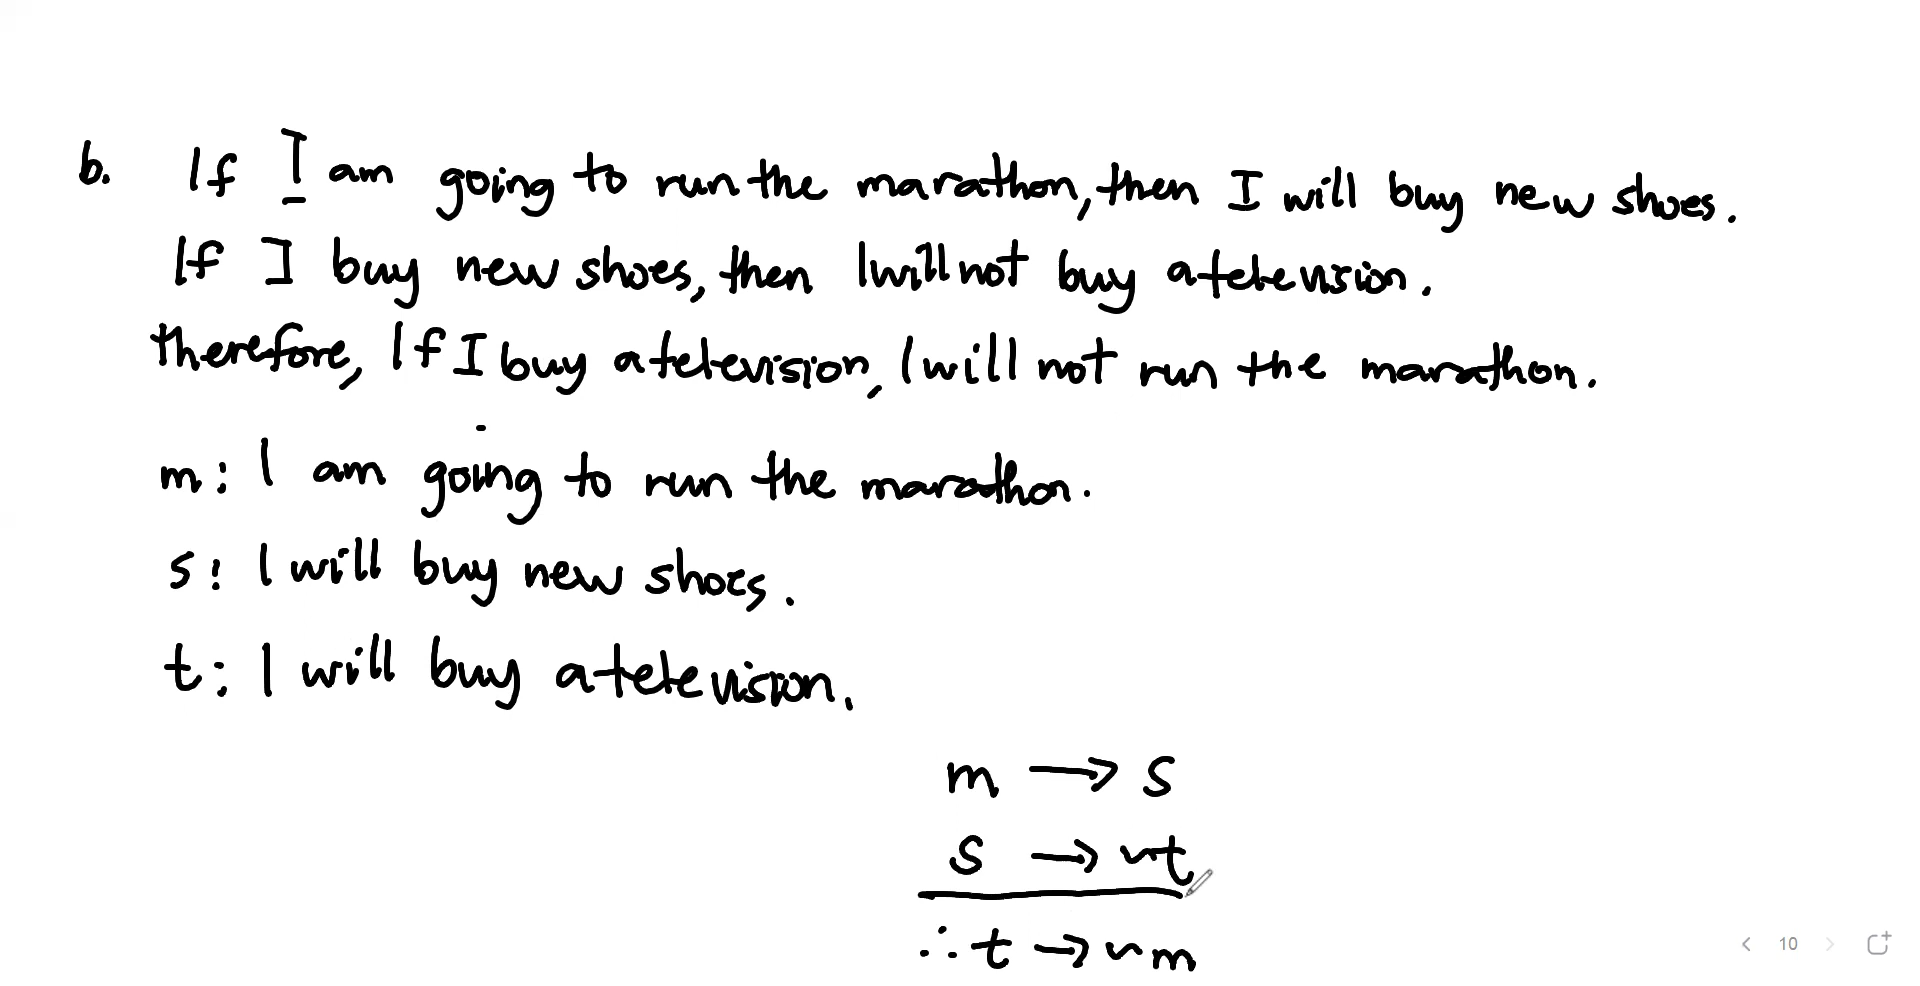 b. If I am going to run the marathon, then I will buy new shoes.
If I buy new shoes, then I will not buy a television.
therefore, If I buy a television, I will not run the marathon.
m: I am going to run the marathon.
s: I will buy new shoes.
t: I will buy a television.
m → s
s → ~t
∴ t → ~m
< 10 >